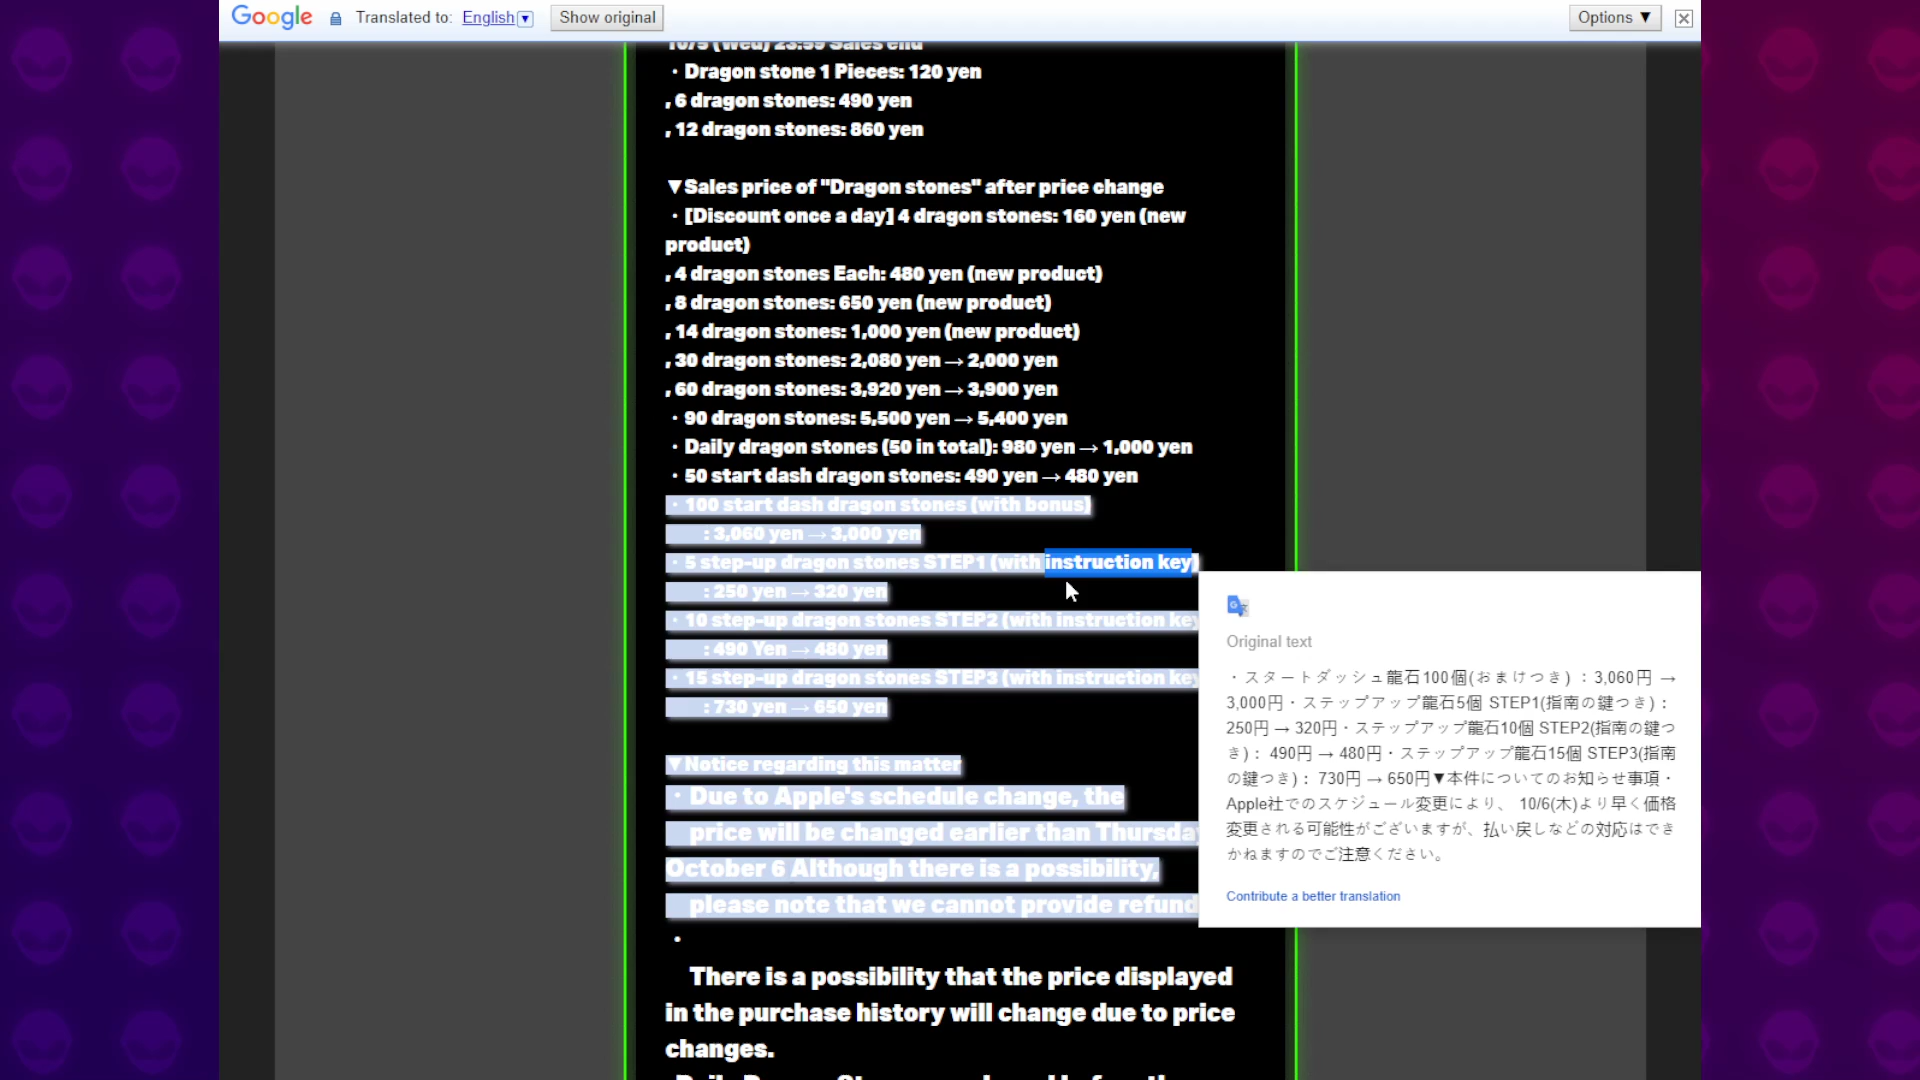 Google Translated to: English ▼ Show original Options ▼
10/5 (Wed) 23:59 Sales end
・Dragon stone 1 Pieces: 120 yen
, 6 dragon stones: 490 yen
, 12 dragon stones: 860 yen
▼Sales price of "Dragon stones" after price change
・[Discount once a day] 4 dragon stones: 160 yen (new
product)
, 4 dragon stones Each: 480 yen (new product)
, 8 dragon stones: 650 yen (new product)
, 14 dragon stones: 1,000 yen (new product)
, 30 dragon stones: 2,080 yen → 2,000 yen
, 60 dragon stones: 3,920 yen → 3,900 yen
・90 dragon stones: 5,500 yen → 5,400 yen
・Daily dragon stones (50 in total): 980 yen → 1,000 yen
・50 start dash dragon stones: 490 yen → 480 yen
・100 start dash dragon stones (with bonus)
: 3,060 yen → 3,000 yen
・5 step-up dragon stones STEP1 (with instruction key)
: 250 yen → 320 yen
・10 step-up dragon stones STEP2 (with instruction key
: 490 Yen → 480 yen
・15 step-up dragon stones STEP3 (with instruction key
: 730 yen → 650 yen
▼Notice regarding this matter
・Due to Apple's schedule change, the
price will be changed earlier than Thursday
October 6 Although there is a possibility,
please note that we cannot provide refund
・
There is a possibility that the price displayed
in the purchase history will change due to price
changes.
Original text
・スタートダッシュ龍石100個(おまけつき) : 3,060円 →
3,000円・ステップアップ龍石5個 STEP1(指南の鍵つき) :
250円 → 320円・ステップアップ龍石10個 STEP2(指南の鍵つ
き) : 490円 → 480円・ステップアップ龍石15個 STEP3(指南
の鍵つき) : 730円 → 650円▼本件についてのお知らせ事項・
Apple社でのスケジュール変更により、 10/6(木)より早く価格
変更される可能性がございますが、払い戻しなどの対応はでき
かねますのでご注意ください。
Contribute a better translation